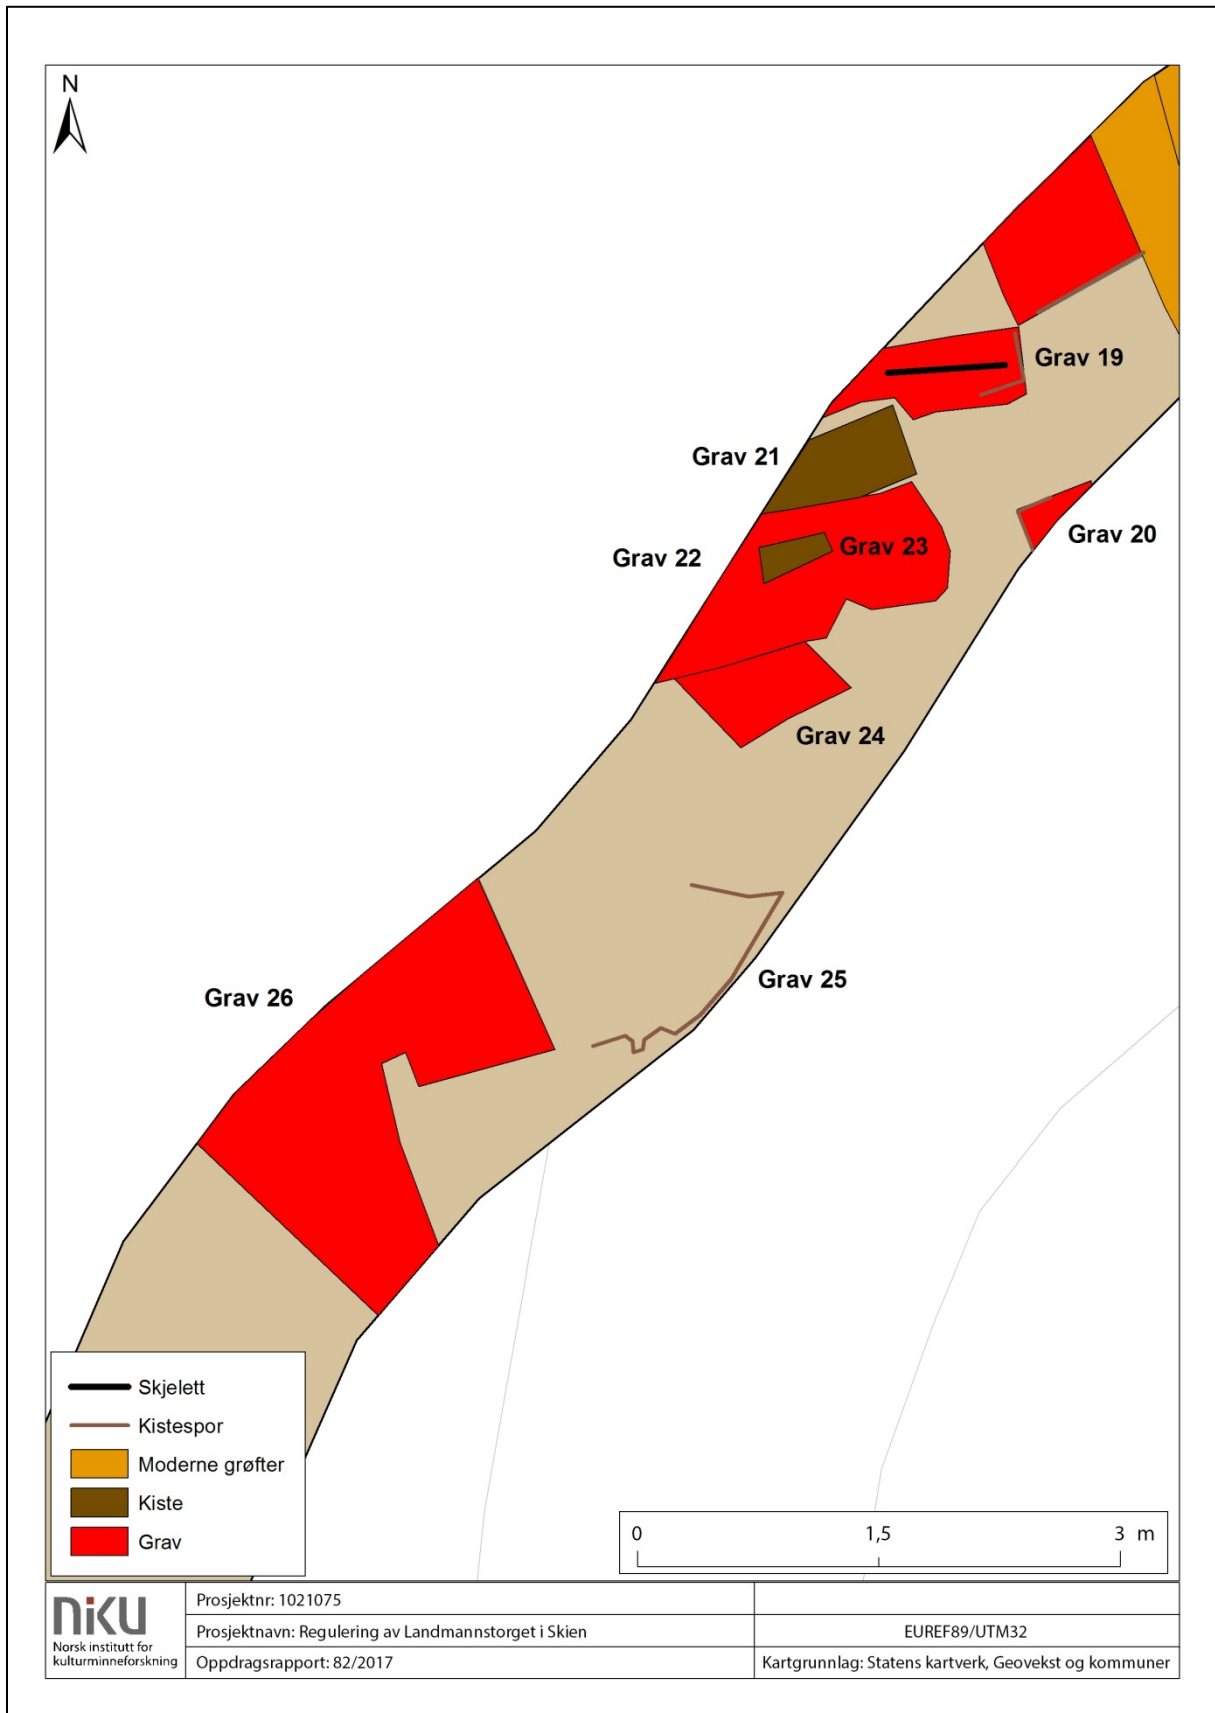 N
Grav 19
Grav 21
Grav 20
Grav 22
Grav 23
Grav 24
Grav 25
Grav 26
Skjelett
Kistespor
Moderne grøfter
Kiste
Grav
0 1,5 3 m
niku
Norsk institutt for
kulturminneforskning
Prosjektnr: 1021075
Prosjektnavn: Regulering av Landmannstorget i Skien
EUREF89/UTM32
Oppdragsrapport: 82/2017
Kartgrunnlag: Statens kartverk, Geovekst og kommuner